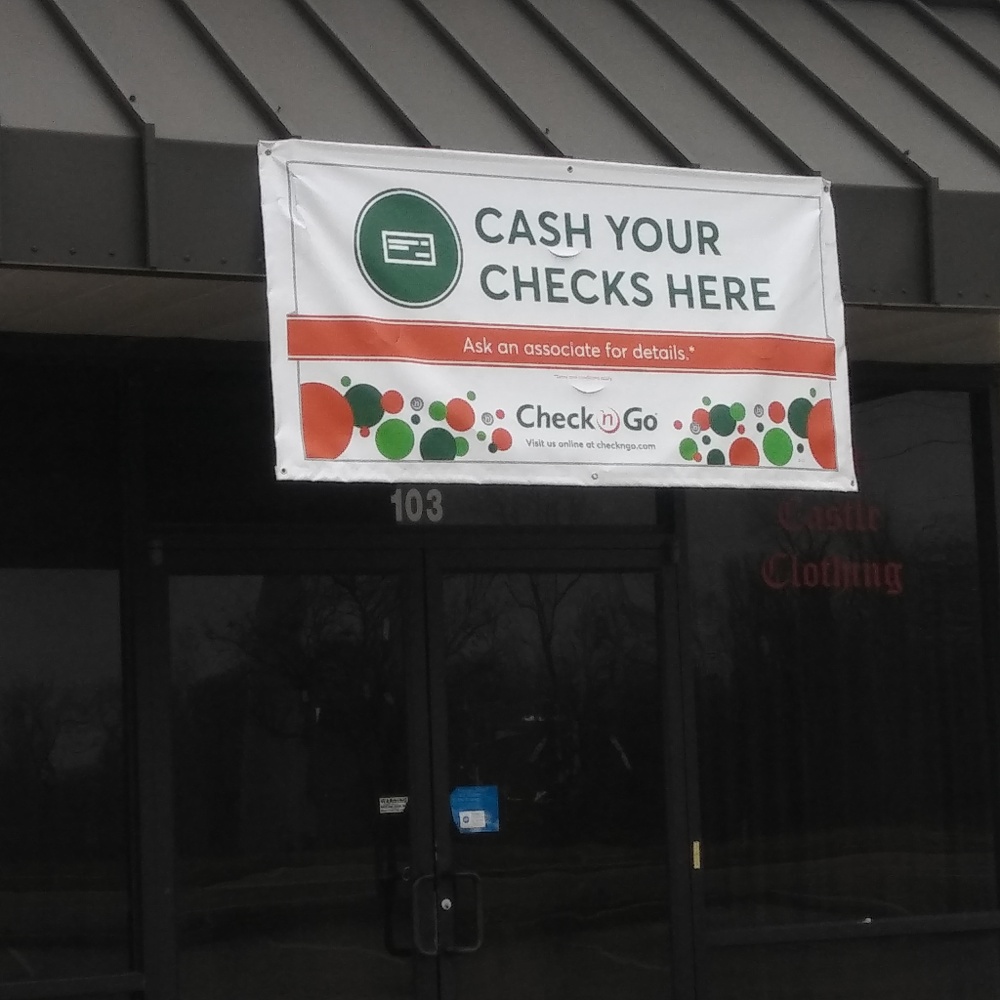 CASH YOUR
CHECKS HERE
Ask an associate for details.*
Check n Go
Visit us online at checkngo.com
103
Castle
Clothing